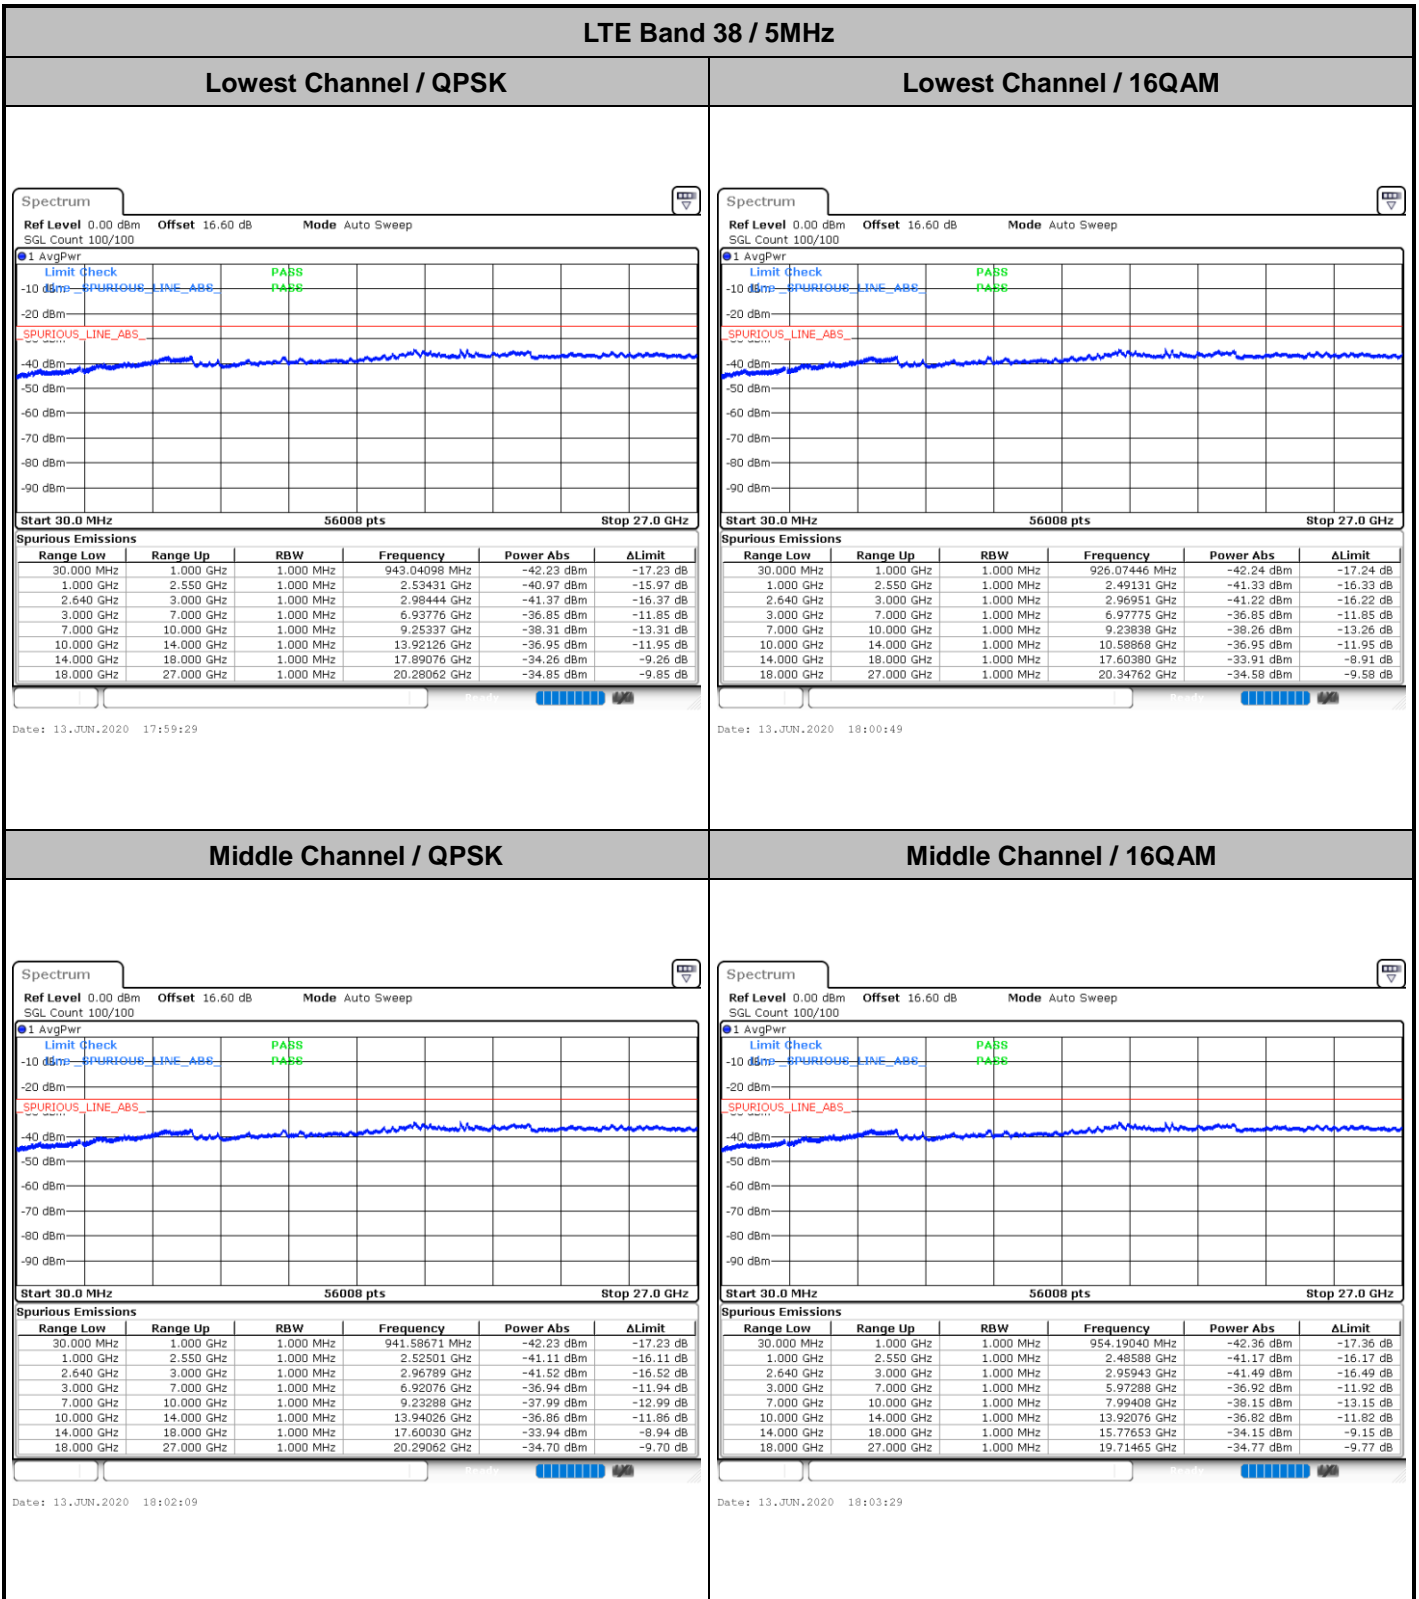 LTE Band 38 / 5MHz
Lowest Channel / QPSK
Lowest Channel / 16QAM
Spectrum
Ref Level 0.00 dBm Offset 16.60 dB Mode Auto Sweep
SGL Count 100/100
1 AvgPwr
Limit Check PASS
-10 dBm Line _SPURIOUS_LINE_ABS_ PASS
-20 dBm
_SPURIOUS_LINE_ABS_
-40 dBm
-50 dBm
-60 dBm
-70 dBm
-80 dBm
-90 dBm
Start 30.0 MHz 56008 pts Stop 27.0 GHz
Spurious Emissions
Range Low Range Up RBW Frequency Power Abs ΔLimit
30.000 MHz 1.000 GHz 1.000 MHz 943.04098 MHz -42.23 dBm -17.23 dB
1.000 GHz 2.550 GHz 1.000 MHz 2.53431 GHz -40.97 dBm -15.97 dB
2.640 GHz 3.000 GHz 1.000 MHz 2.98444 GHz -41.37 dBm -16.37 dB
3.000 GHz 7.000 GHz 1.000 MHz 6.93776 GHz -36.85 dBm -11.85 dB
7.000 GHz 10.000 GHz 1.000 MHz 9.25337 GHz -38.31 dBm -13.31 dB
10.000 GHz 14.000 GHz 1.000 MHz 13.92126 GHz -36.95 dBm -11.95 dB
14.000 GHz 18.000 GHz 1.000 MHz 17.89076 GHz -34.26 dBm -9.26 dB
18.000 GHz 27.000 GHz 1.000 MHz 20.28062 GHz -34.85 dBm -9.85 dB
Ready
Date: 13.JUN.2020 17:59:29
Spectrum
Ref Level 0.00 dBm Offset 16.60 dB Mode Auto Sweep
SGL Count 100/100
1 AvgPwr
Limit Check PASS
-10 dBm Line _SPURIOUS_LINE_ABS_ PASS
-20 dBm
_SPURIOUS_LINE_ABS_
-40 dBm
-50 dBm
-60 dBm
-70 dBm
-80 dBm
-90 dBm
Start 30.0 MHz 56008 pts Stop 27.0 GHz
Spurious Emissions
Range Low Range Up RBW Frequency Power Abs ΔLimit
30.000 MHz 1.000 GHz 1.000 MHz 926.07446 MHz -42.24 dBm -17.24 dB
1.000 GHz 2.550 GHz 1.000 MHz 2.49131 GHz -41.33 dBm -16.33 dB
2.640 GHz 3.000 GHz 1.000 MHz 2.96951 GHz -41.22 dBm -16.22 dB
3.000 GHz 7.000 GHz 1.000 MHz 6.97775 GHz -36.85 dBm -11.85 dB
7.000 GHz 10.000 GHz 1.000 MHz 9.23838 GHz -38.26 dBm -13.26 dB
10.000 GHz 14.000 GHz 1.000 MHz 10.58868 GHz -36.95 dBm -11.95 dB
14.000 GHz 18.000 GHz 1.000 MHz 17.60380 GHz -33.91 dBm -8.91 dB
18.000 GHz 27.000 GHz 1.000 MHz 20.34762 GHz -34.58 dBm -9.58 dB
Ready
Date: 13.JUN.2020 18:00:49
Middle Channel / QPSK
Middle Channel / 16QAM
Spectrum
Ref Level 0.00 dBm Offset 16.60 dB Mode Auto Sweep
SGL Count 100/100
1 AvgPwr
Limit Check PASS
-10 dBm Line _SPURIOUS_LINE_ABS_ PASS
-20 dBm
_SPURIOUS_LINE_ABS_
-40 dBm
-50 dBm
-60 dBm
-70 dBm
-80 dBm
-90 dBm
Start 30.0 MHz 56008 pts Stop 27.0 GHz
Spurious Emissions
Range Low Range Up RBW Frequency Power Abs ΔLimit
30.000 MHz 1.000 GHz 1.000 MHz 941.58671 MHz -42.23 dBm -17.23 dB
1.000 GHz 2.550 GHz 1.000 MHz 2.52501 GHz -41.11 dBm -16.11 dB
2.640 GHz 3.000 GHz 1.000 MHz 2.96789 GHz -41.52 dBm -16.52 dB
3.000 GHz 7.000 GHz 1.000 MHz 6.92076 GHz -36.94 dBm -11.94 dB
7.000 GHz 10.000 GHz 1.000 MHz 9.23288 GHz -37.99 dBm -12.99 dB
10.000 GHz 14.000 GHz 1.000 MHz 13.94026 GHz -36.86 dBm -11.86 dB
14.000 GHz 18.000 GHz 1.000 MHz 17.60030 GHz -33.94 dBm -8.94 dB
18.000 GHz 27.000 GHz 1.000 MHz 20.29062 GHz -34.70 dBm -9.70 dB
Ready
Date: 13.JUN.2020 18:02:09
Spectrum
Ref Level 0.00 dBm Offset 16.60 dB Mode Auto Sweep
SGL Count 100/100
1 AvgPwr
Limit Check PASS
-10 dBm Line _SPURIOUS_LINE_ABS_ PASS
-20 dBm
_SPURIOUS_LINE_ABS_
-40 dBm
-50 dBm
-60 dBm
-70 dBm
-80 dBm
-90 dBm
Start 30.0 MHz 56008 pts Stop 27.0 GHz
Spurious Emissions
Range Low Range Up RBW Frequency Power Abs ΔLimit
30.000 MHz 1.000 GHz 1.000 MHz 954.19040 MHz -42.36 dBm -17.36 dB
1.000 GHz 2.550 GHz 1.000 MHz 2.48588 GHz -41.17 dBm -16.17 dB
2.640 GHz 3.000 GHz 1.000 MHz 2.95943 GHz -41.49 dBm -16.49 dB
3.000 GHz 7.000 GHz 1.000 MHz 5.97288 GHz -36.92 dBm -11.92 dB
7.000 GHz 10.000 GHz 1.000 MHz 7.99408 GHz -38.15 dBm -13.15 dB
10.000 GHz 14.000 GHz 1.000 MHz 13.92076 GHz -36.82 dBm -11.82 dB
14.000 GHz 18.000 GHz 1.000 MHz 15.77653 GHz -34.15 dBm -9.15 dB
18.000 GHz 27.000 GHz 1.000 MHz 19.71465 GHz -34.77 dBm -9.77 dB
Ready
Date: 13.JUN.2020 18:03:29